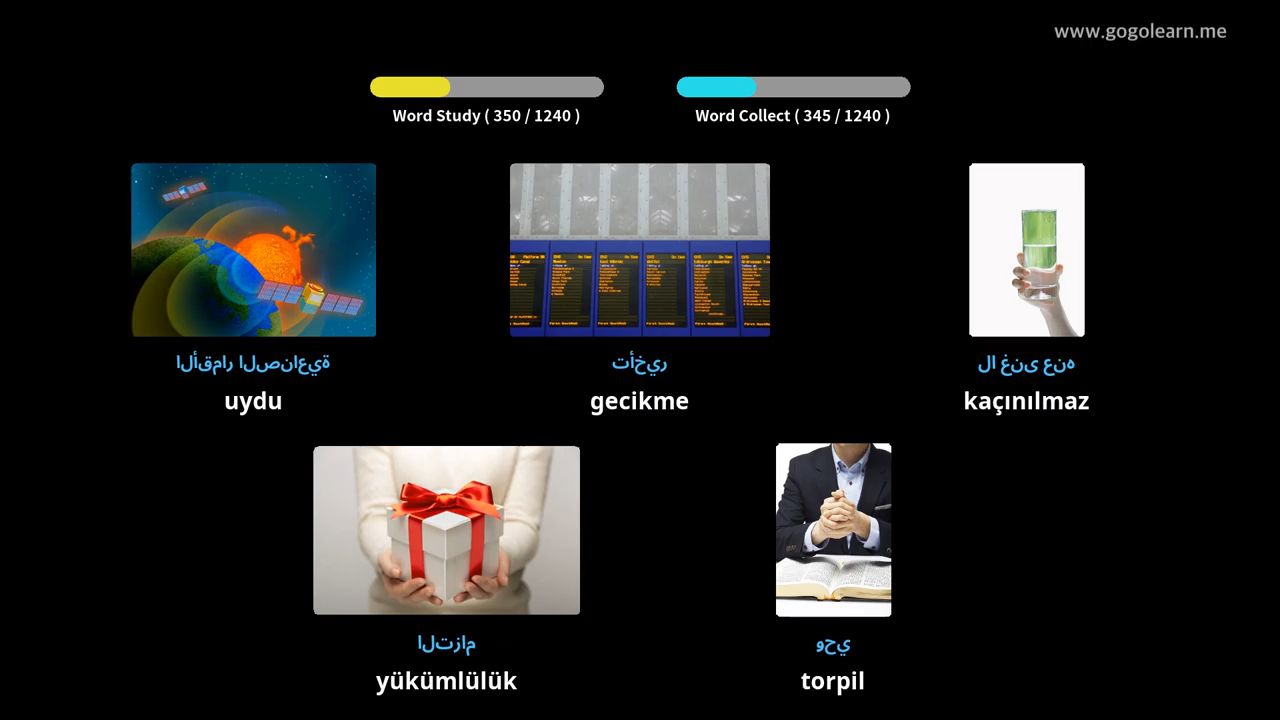 www.gogolearn.me
Word Study ( 350 / 1240 )
Word Collect ( 345 / 1240 )
الأقمار الصناعية
تأخير
لا غنى عنه
uydu
gecikme
kaçınılmaz
التزام
وحي
yükümlülük
torpil